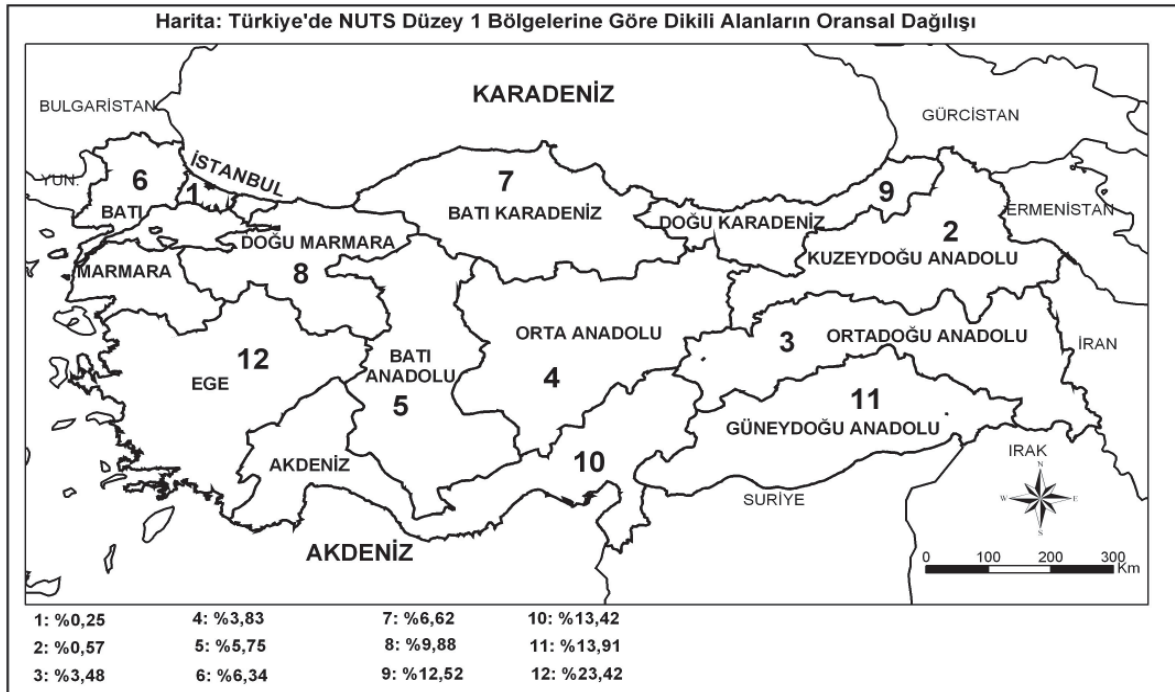 Harita: Türkiye'de NUTS Düzey 1 Bölgelerine Göre Dikili Alanların Oransal Dağılışı
KARADENİZ
BULGARİSTAN
GÜRCİSTAN
YUN.
6
BATI
İSTANBUL
1
7
BATI KARADENİZ
9
DOĞU KARADENİZ
ERMENİSTAN
2
KUZEYDOĞU ANADOLU
DOĞU MARMARA
MARMARA
8
ORTA ANADOLU
3
ORTADOĞU ANADOLU
İRAN
12
EGE
BATI
ANADOLU
5
4
11
GÜNEYDOĞU ANADOLU
AKDENİZ
10
IRAK
SURİYE
N
W
E
S
AKDENİZ
0 100 200 300
Km
1: %0,25 4: %3,83 7: %6,62 10: %13,42
2: %0,57 5: %5,75 8: %9,88 11: %13,91
3: %3,48 6: %6,34 9: %12,52 12: %23,42